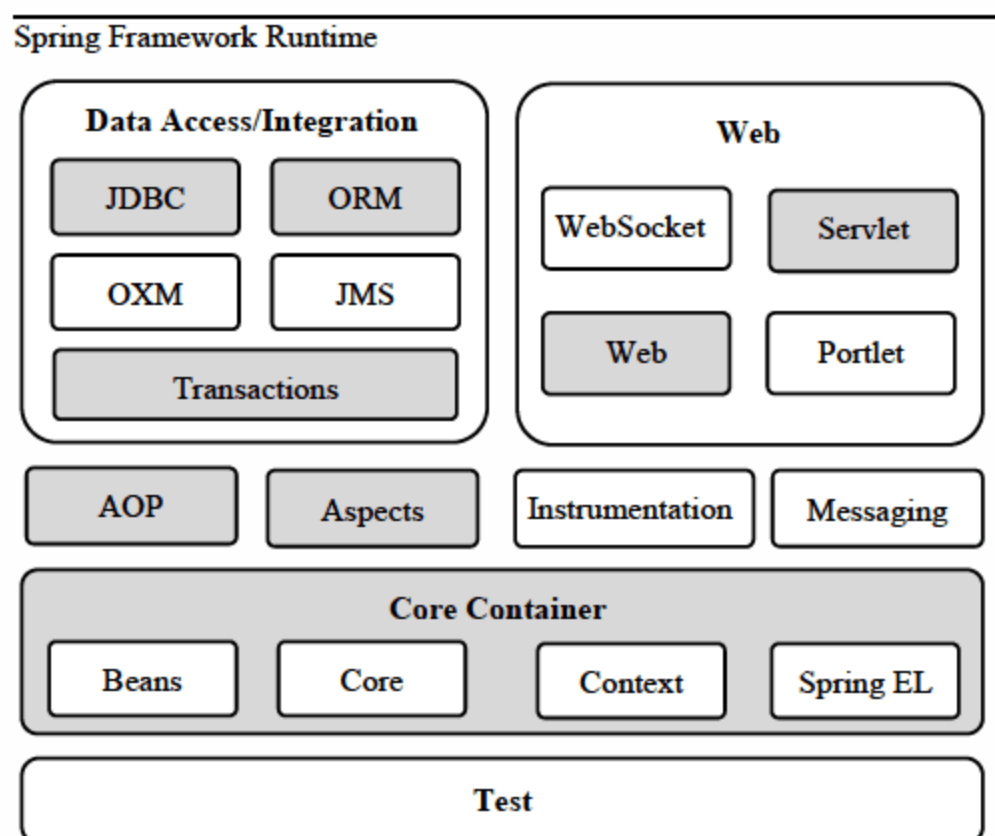 Spring Framework Runtime
Data Access/Integration
JDBC
ORM
OXM
JMS
Transactions
Web
WebSocket
Servlet
Web
Portlet
AOP
Aspects
Instrumentation
Messaging
Core Container
Beans
Core
Context
Spring EL
Test